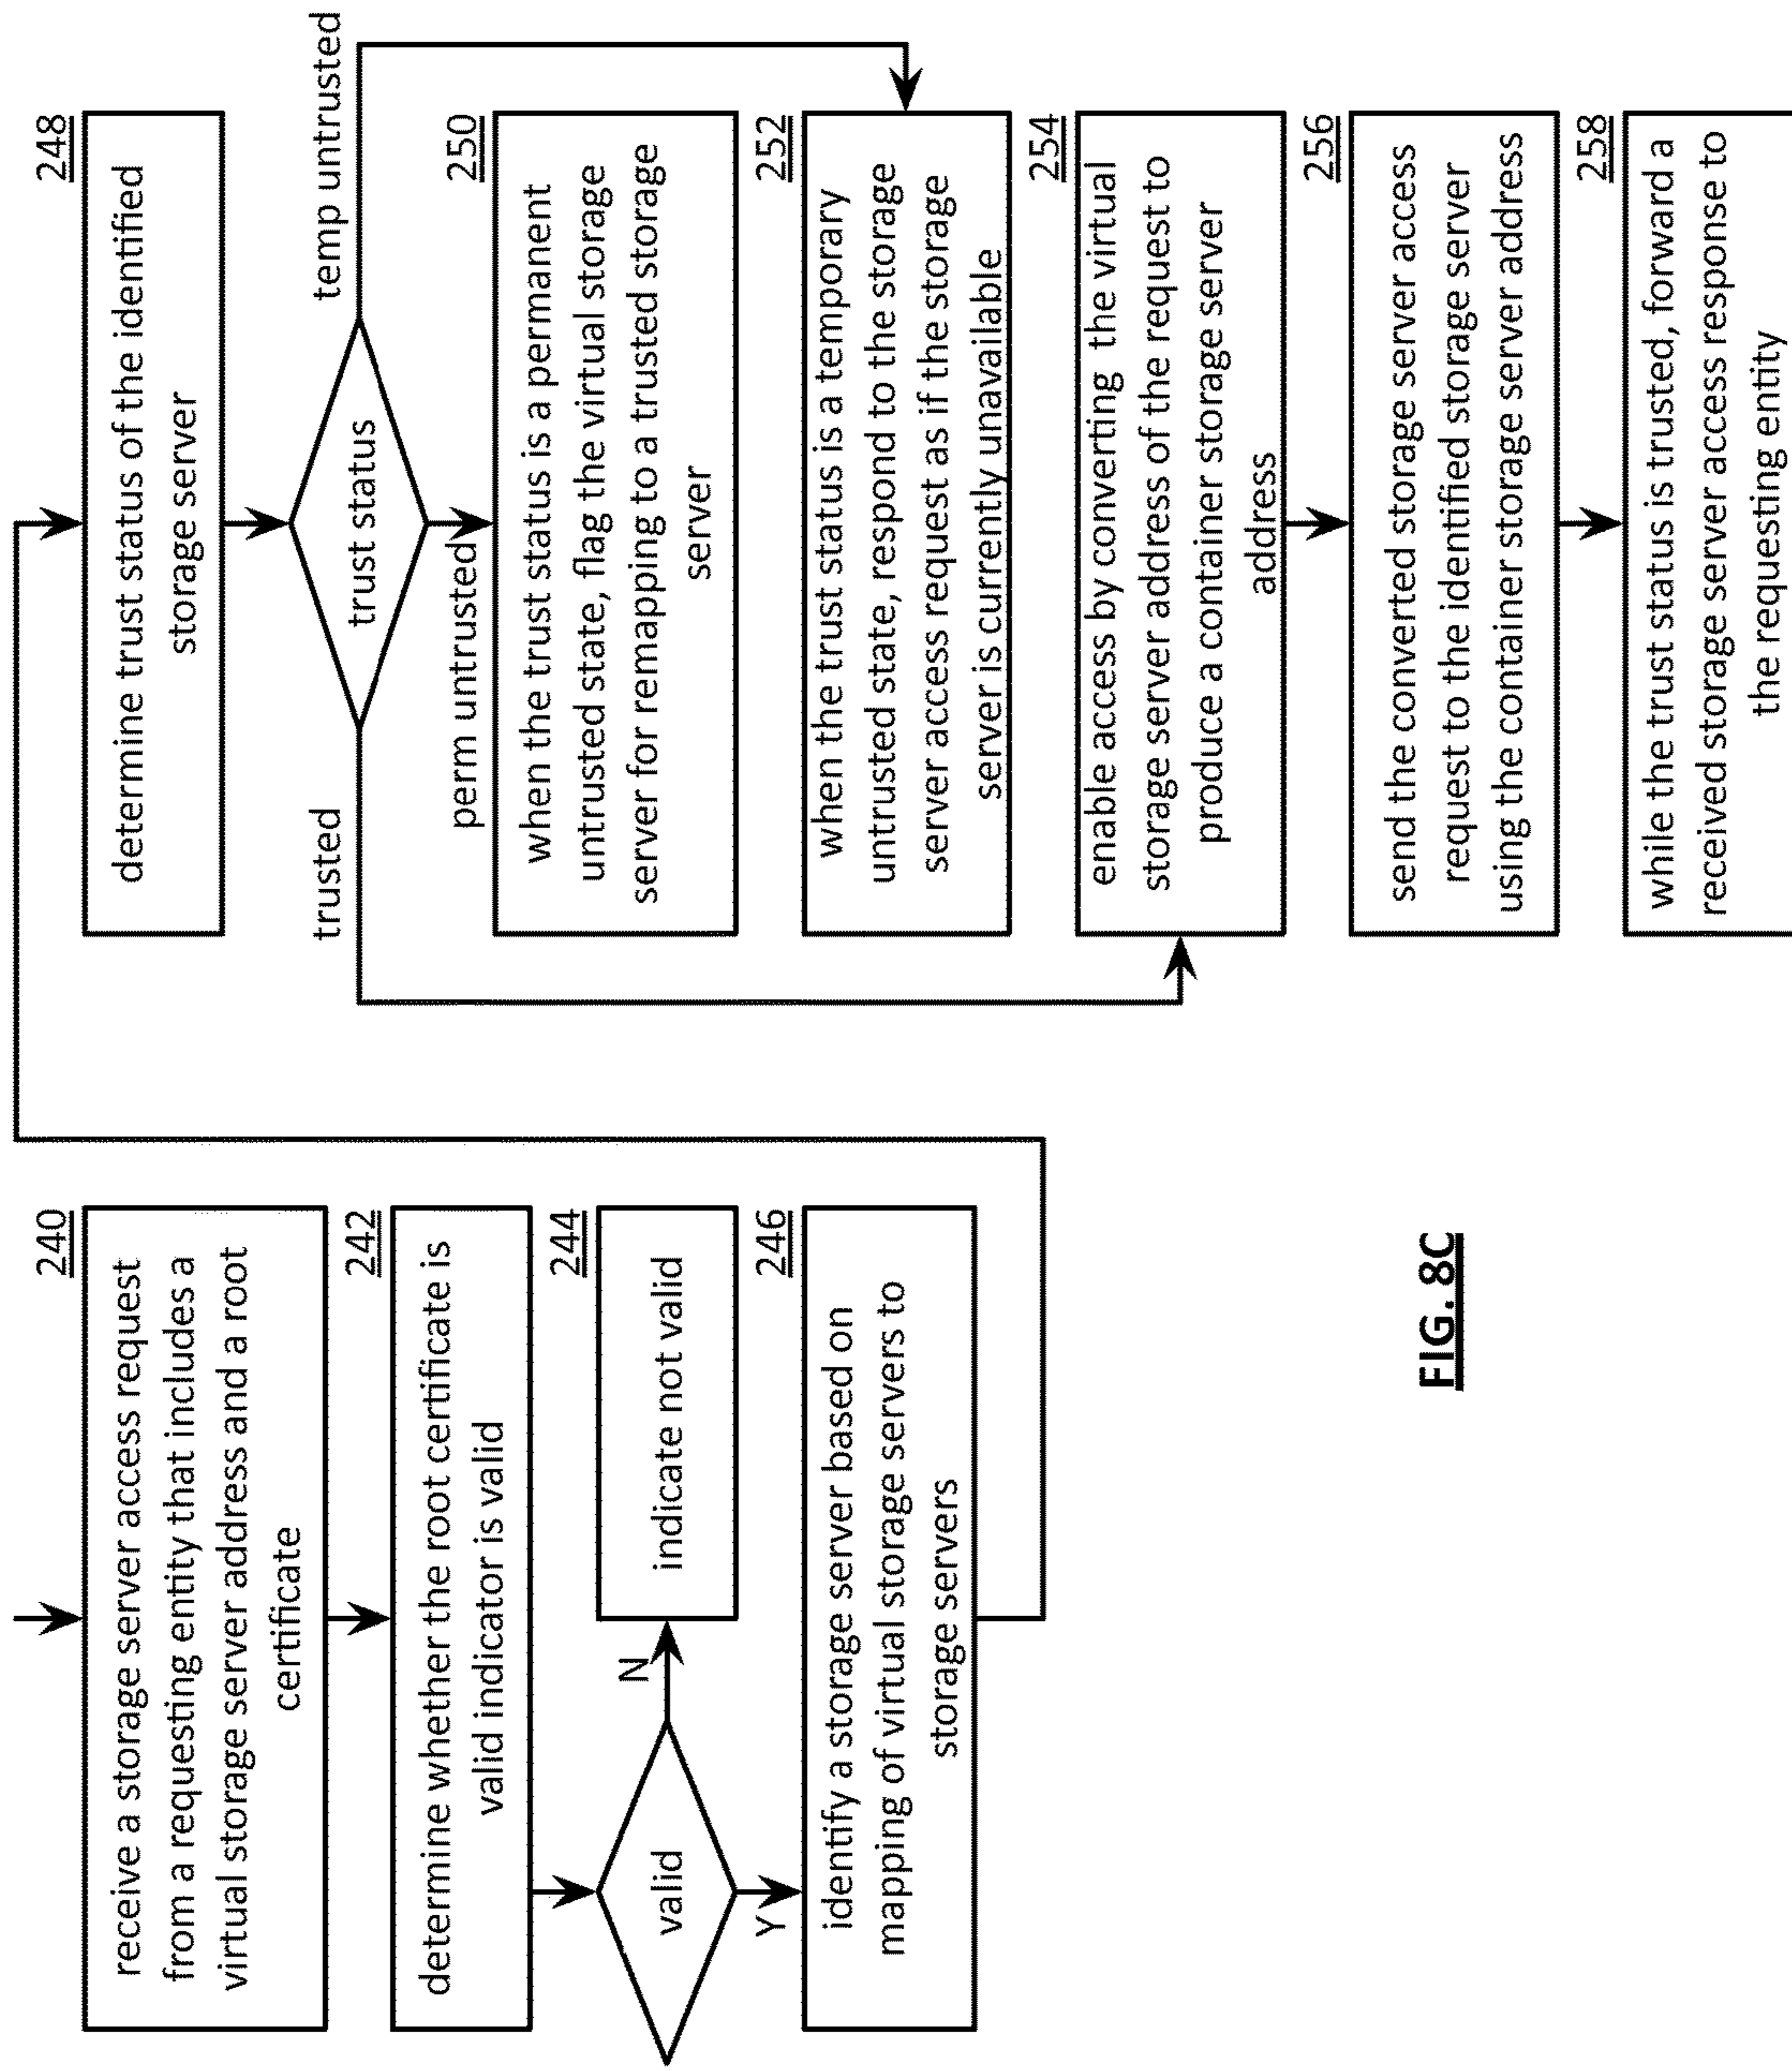 240
receive a storage server access request
from a requesting entity that includes a
virtual storage server address and a root
certificate
242
determine whether the root certificate is
valid indicator is valid
valid
N
244
indicate not valid
Y
246
identify a storage server based on
mapping of virtual storage servers to
storage servers
248
determine trust status of the identified
storage server
trust status
trusted
temp untrusted
perm untrusted
250
when the trust status is a permanent
untrusted state, flag the virtual storage
server for remapping to a trusted storage
server
252
when the trust status is a temporary
untrusted state, respond to the storage
server access request as if the storage
server is currently unavailable
254
enable access by converting the virtual
storage server address of the request to
produce a container storage server
address
256
send the converted storage server access
request to the identified storage server
using the container storage server address
258
while the trust status is trusted, forward a
received storage server access response to
the requesting entity
FIG. 8C